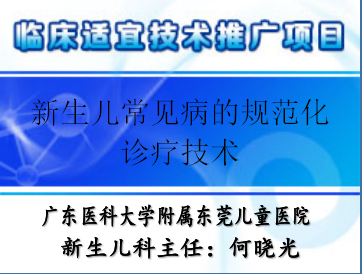 临床适宜技术推广项目
新生儿常见病的规范化
诊疗技术
广东医科大学附属东莞儿童医院
新生儿科主任：何晓光